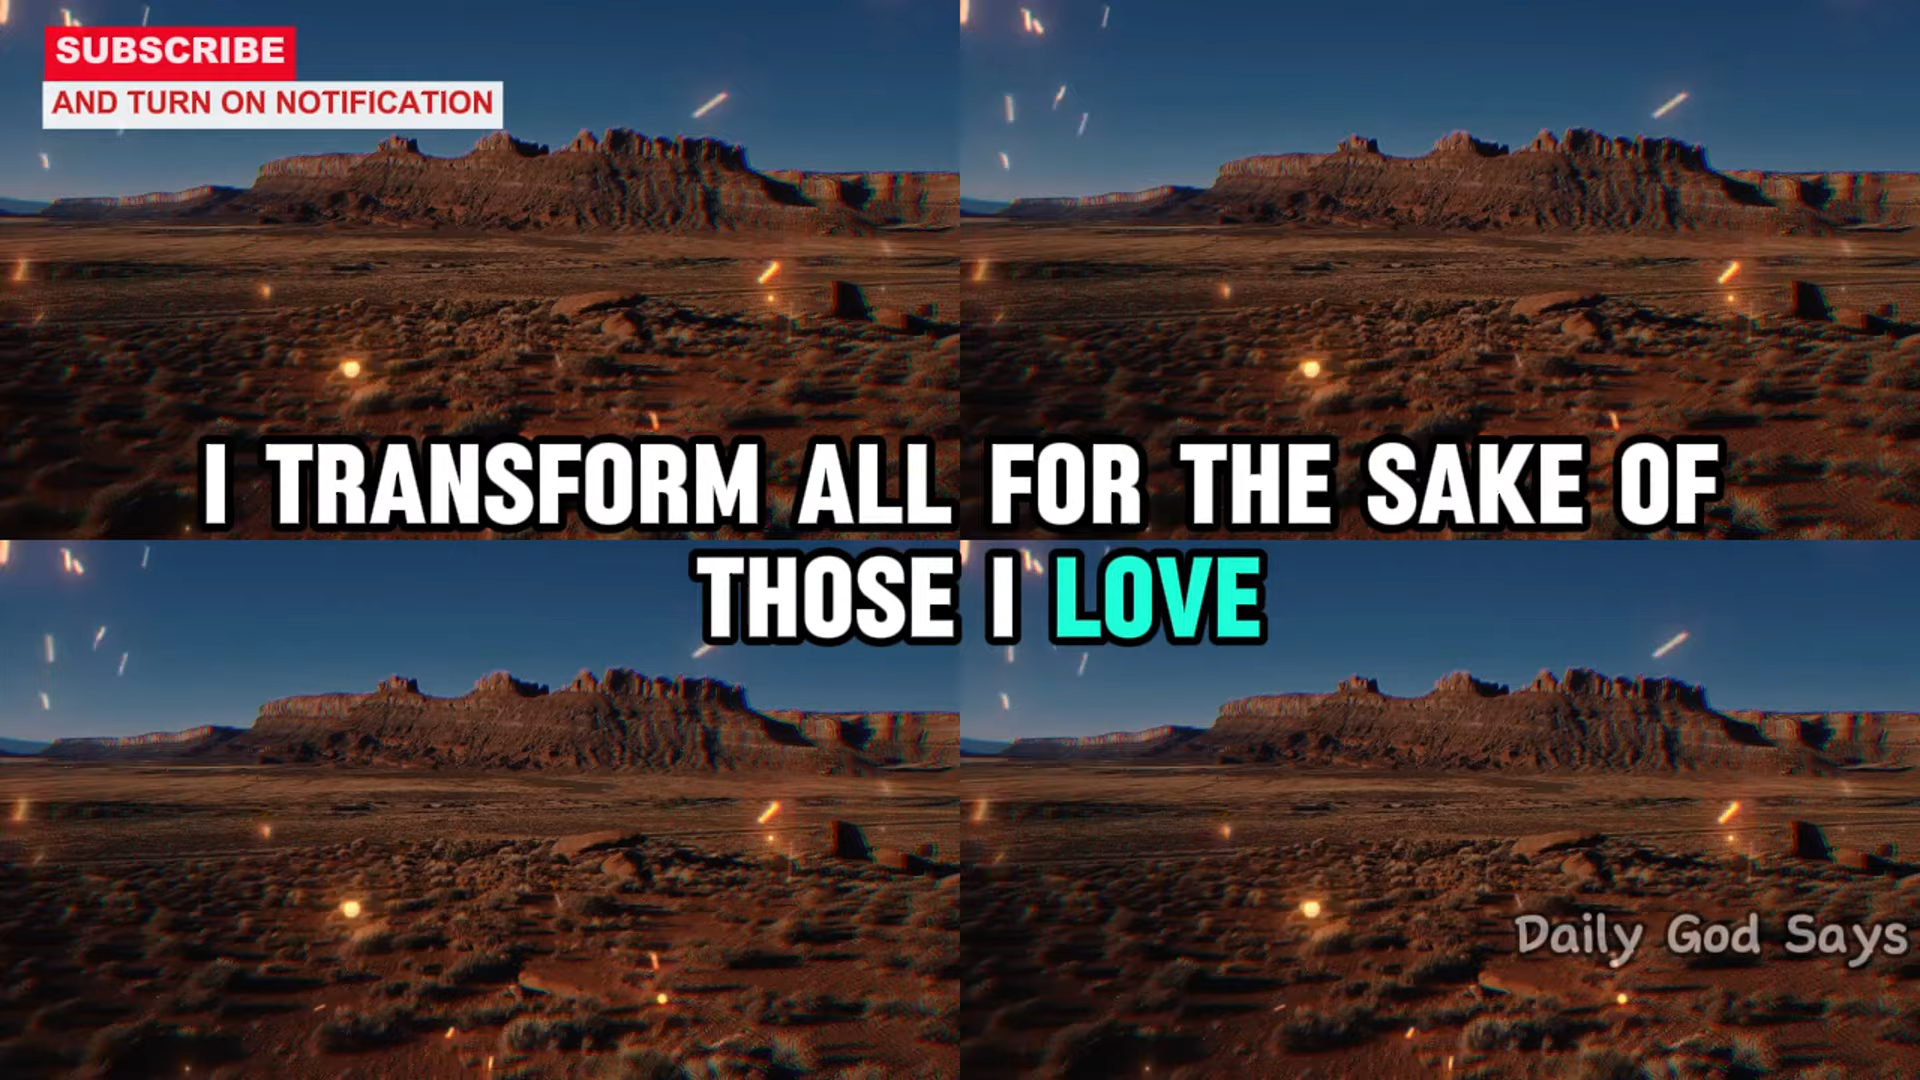 SUBSCRIBE
AND TURN ON NOTIFICATION
I TRANSFORM ALL FOR THE SAKE OF
THOSE I LOVE
Daily God Says